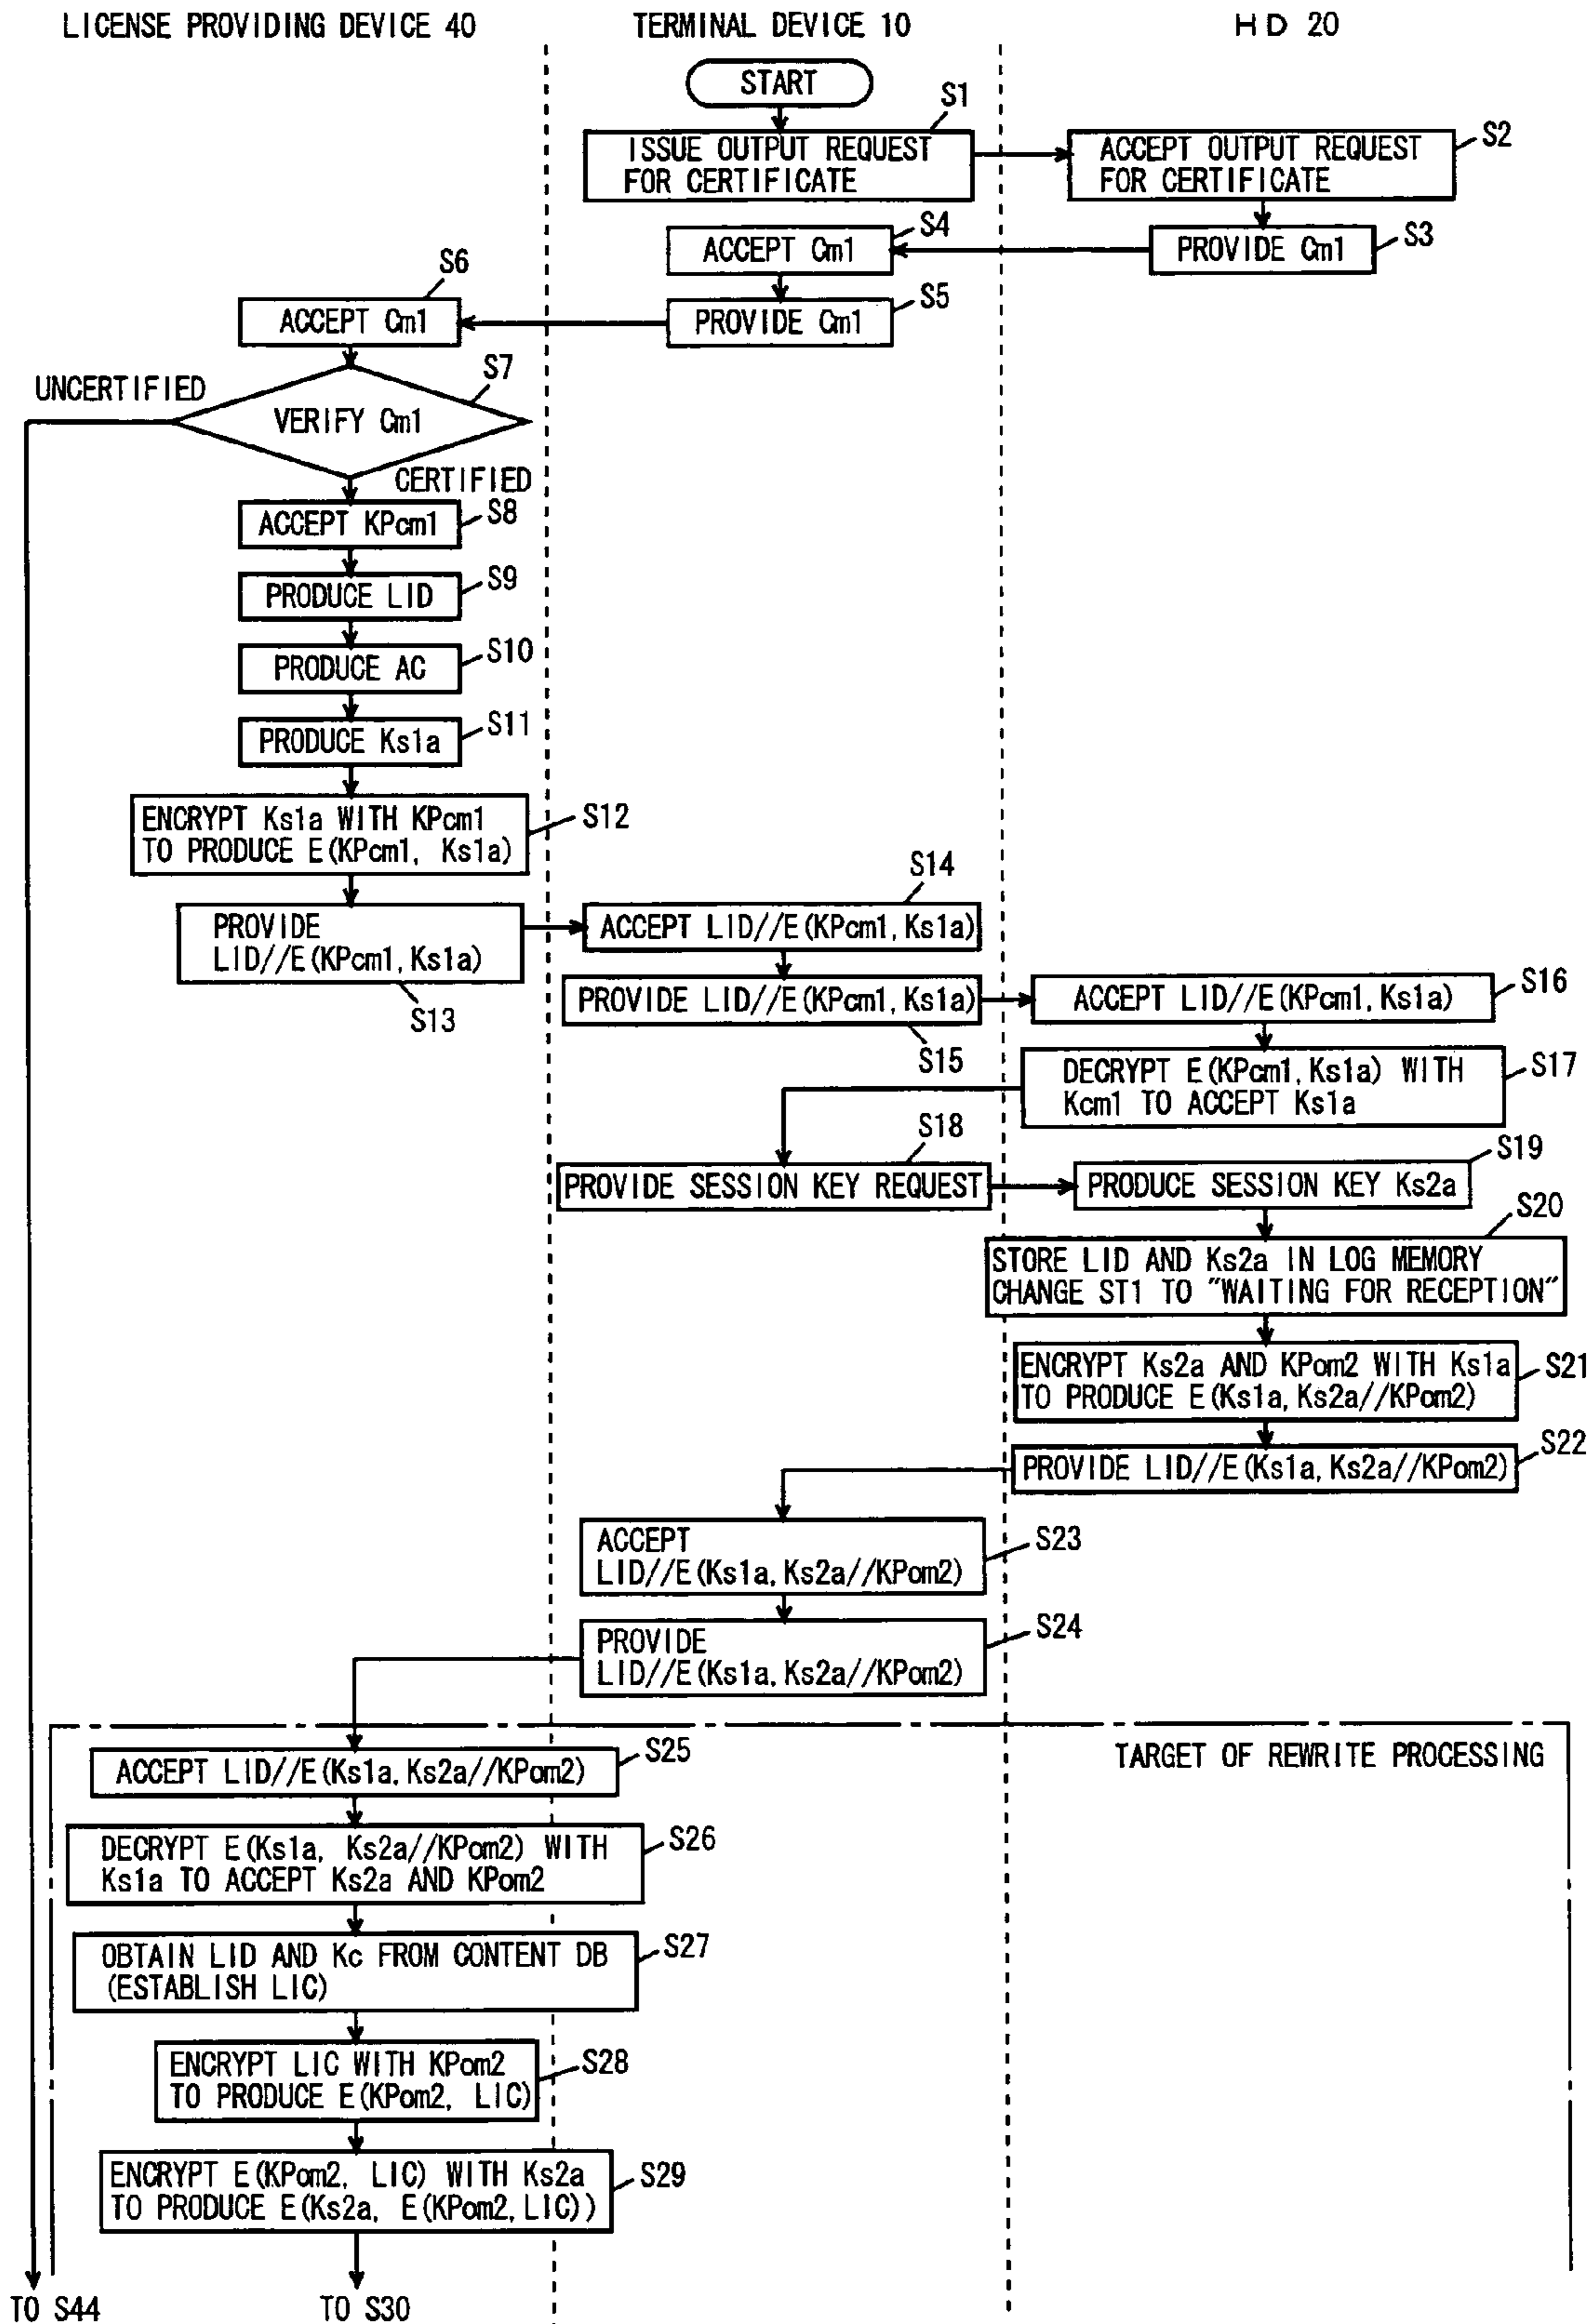 LICENSE PROVIDING DEVICE 40
TERMINAL DEVICE 10
HD 20
START
S1
ISSUE OUTPUT REQUEST
FOR CERTIFICATE
S2
ACCEPT OUTPUT REQUEST
FOR CERTIFICATE
S3
PROVIDE Cm1
S4
ACCEPT Cm1
S5
PROVIDE Cm1
S6
ACCEPT Cm1
S7
VERIFY Cm1
UNCERTIFIED
CERTIFIED
S8
ACCEPT KPcm1
S9
PRODUCE LID
S10
PRODUCE AC
S11
PRODUCE Ks1a
S12
ENCRYPT Ks1a WITH KPcm1
TO PRODUCE E(KPcm1, Ks1a)
PROVIDE
LID//E(KPcm1,Ks1a)
S13
S14
ACCEPT LID//E(KPcm1,Ks1a)
PROVIDE LID//E(KPcm1,Ks1a)
S15
S16
ACCEPT LID//E(KPcm1,Ks1a)
S17
DECRYPT E(KPcm1,Ks1a) WITH
Kcm1 TO ACCEPT Ks1a
S18
PROVIDE SESSION KEY REQUEST
S19
PRODUCE SESSION KEY Ks2a
S20
STORE LID AND Ks2a IN LOG MEMORY
CHANGE ST1 TO "WAITING FOR RECEPTION"
S21
ENCRYPT Ks2a AND KPom2 WITH Ks1a
TO PRODUCE E(Ks1a,Ks2a//KPom2)
S22
PROVIDE LID//E(Ks1a,Ks2a//KPom2)
S23
ACCEPT
LID//E(Ks1a,Ks2a//KPom2)
S24
PROVIDE
LID//E(Ks1a,Ks2a//KPom2)
TARGET OF REWRITE PROCESSING
S25
ACCEPT LID//E(Ks1a,Ks2a//KPom2)
S26
DECRYPT E(Ks1a, Ks2a//KPom2) WITH
Ks1a TO ACCEPT Ks2a AND KPom2
S27
OBTAIN LID AND Kc FROM CONTENT DB
(ESTABLISH LIC)
S28
ENCRYPT LIC WITH KPom2
TO PRODUCE E(KPom2, LIC)
S29
ENCRYPT E(KPom2, LIC) WITH Ks2a
TO PRODUCE E(Ks2a, E(KPom2,LIC))
TO S44
TO S30